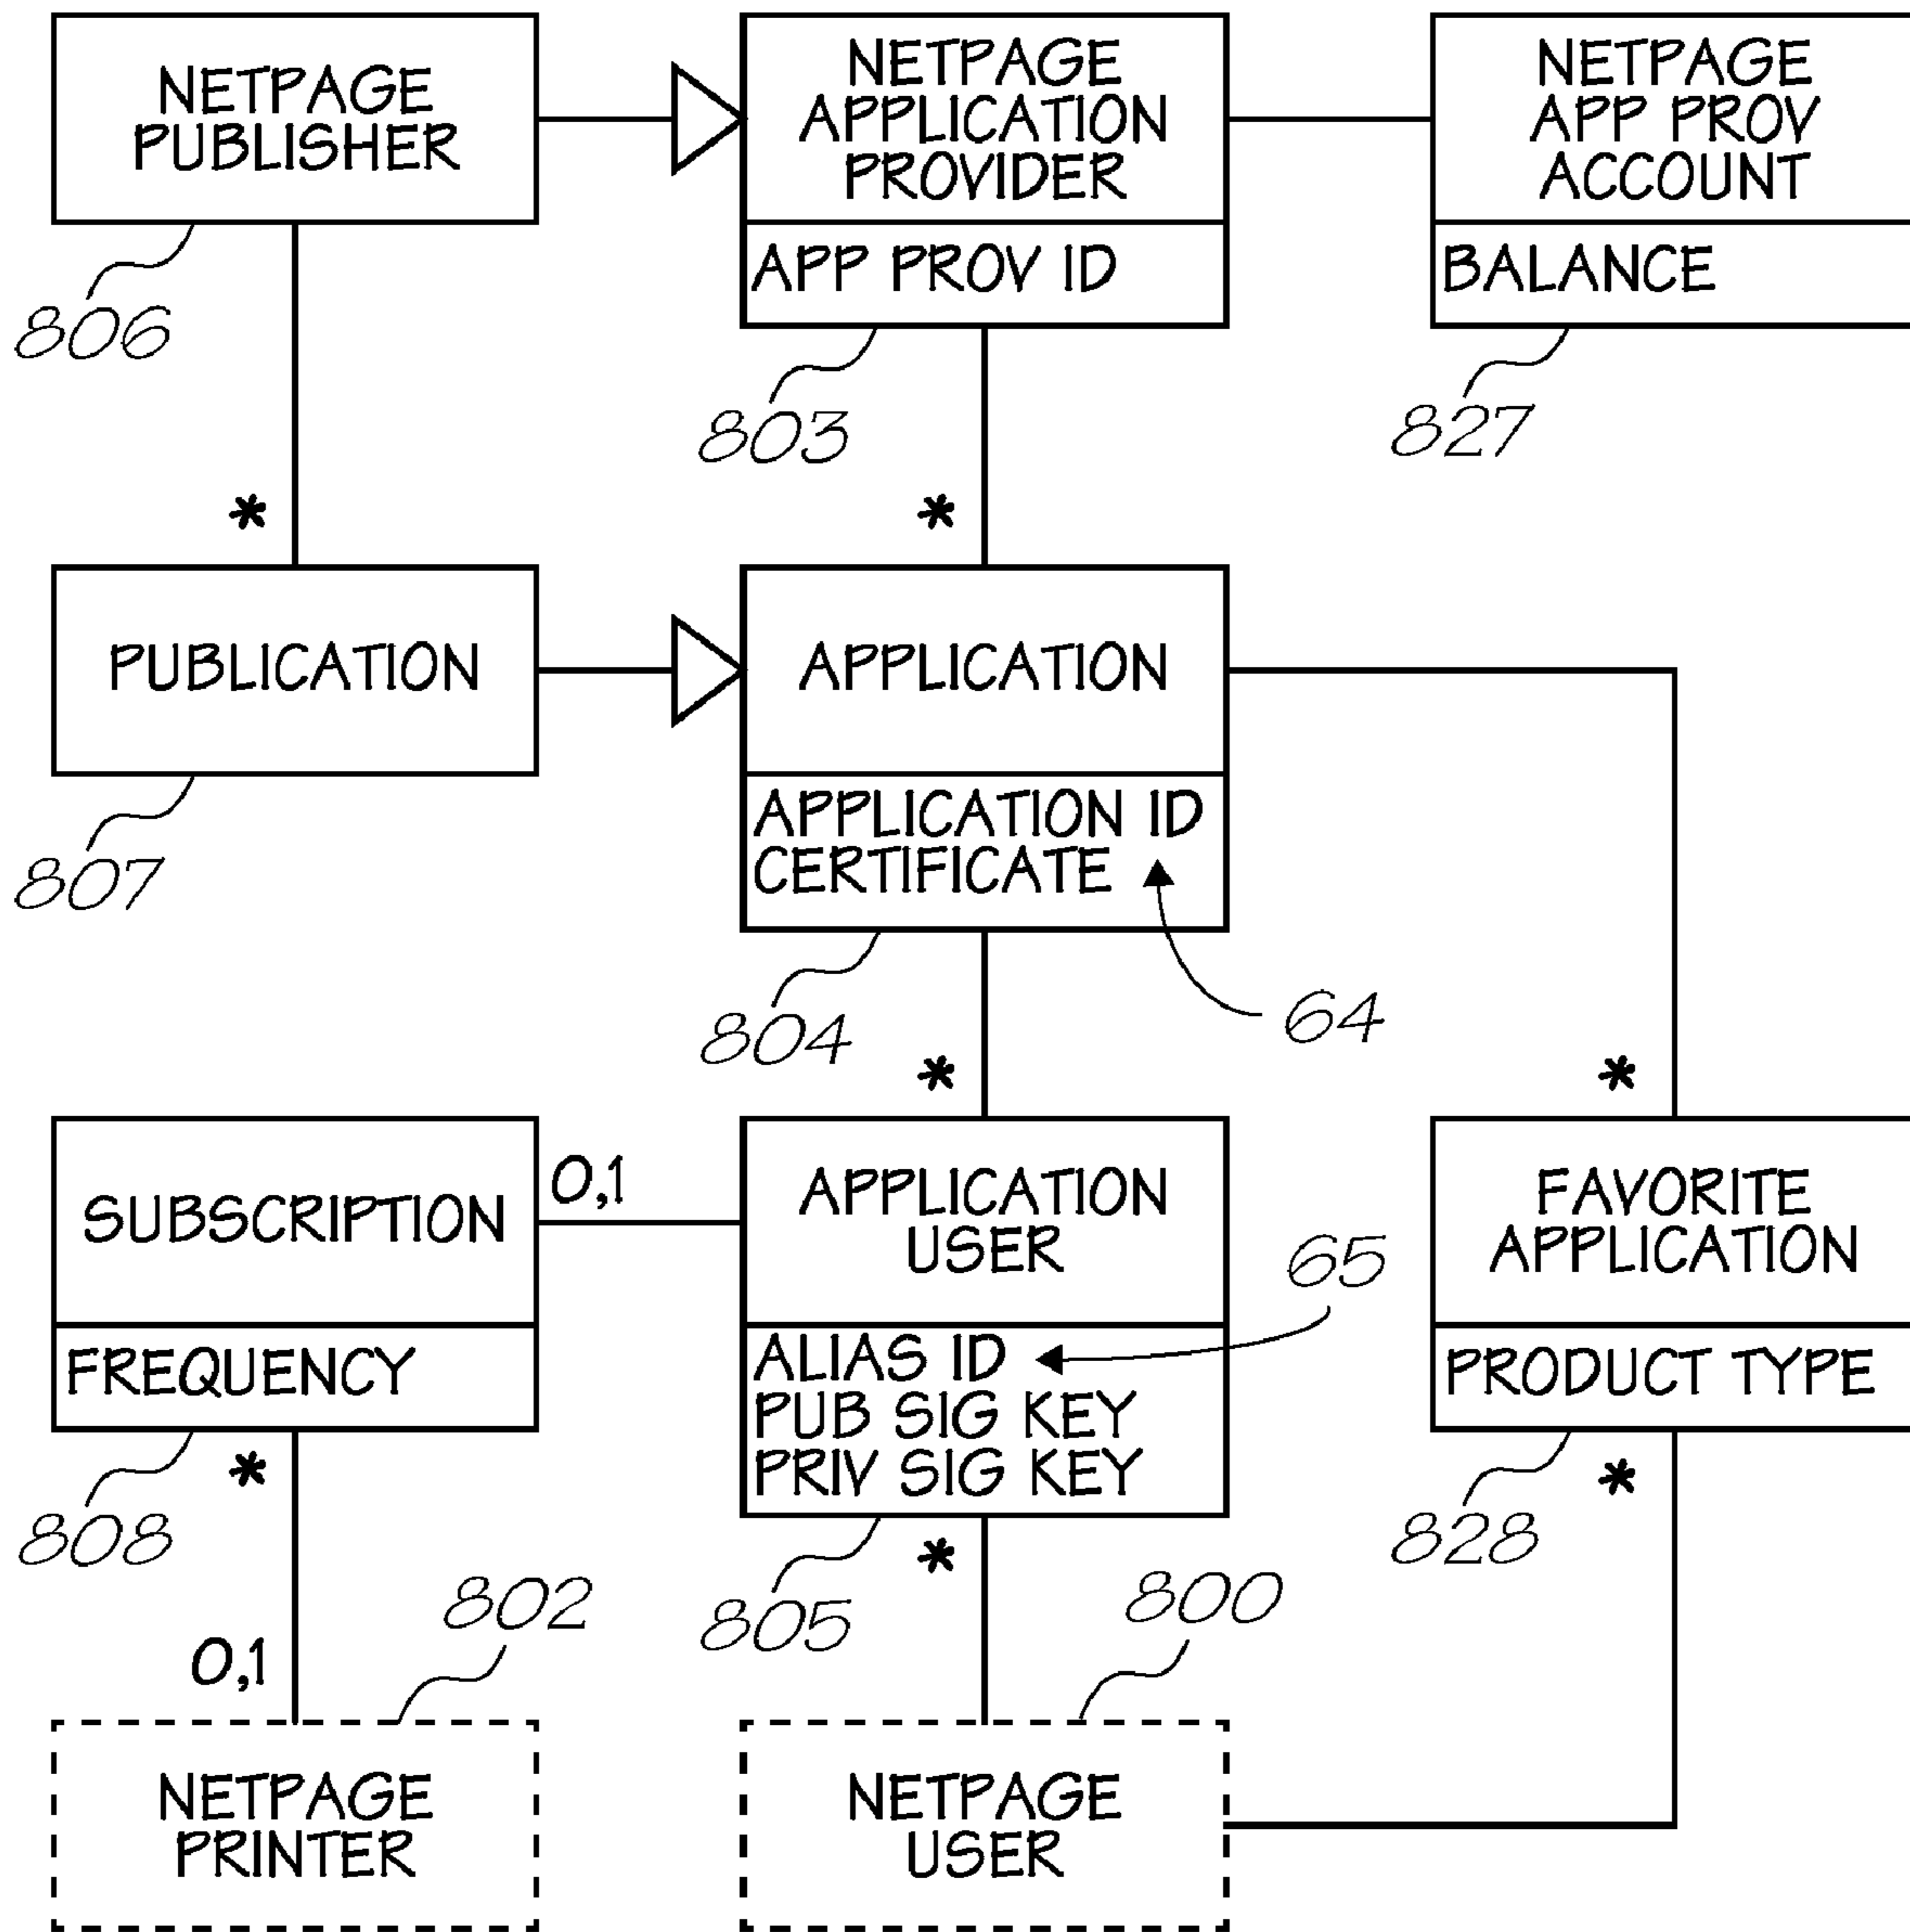 NETPAGE
PUBLISHER
806
NETPAGE
APPLICATION
PROVIDER
APP PROV ID
803
NETPAGE
APP PROV
ACCOUNT
BALANCE
827
*
*
PUBLICATION
807
APPLICATION
APPLICATION ID
CERTIFICATE
64
804
*
*
SUBSCRIPTION
FREQUENCY
808
0,1
APPLICATION
USER
ALIAS ID
PUB SIG KEY
PRIV SIG KEY
65
805
FAVORITE
APPLICATION
PRODUCT TYPE
828
*
*
*
0,1
802
800
NETPAGE
PRINTER
NETPAGE
USER